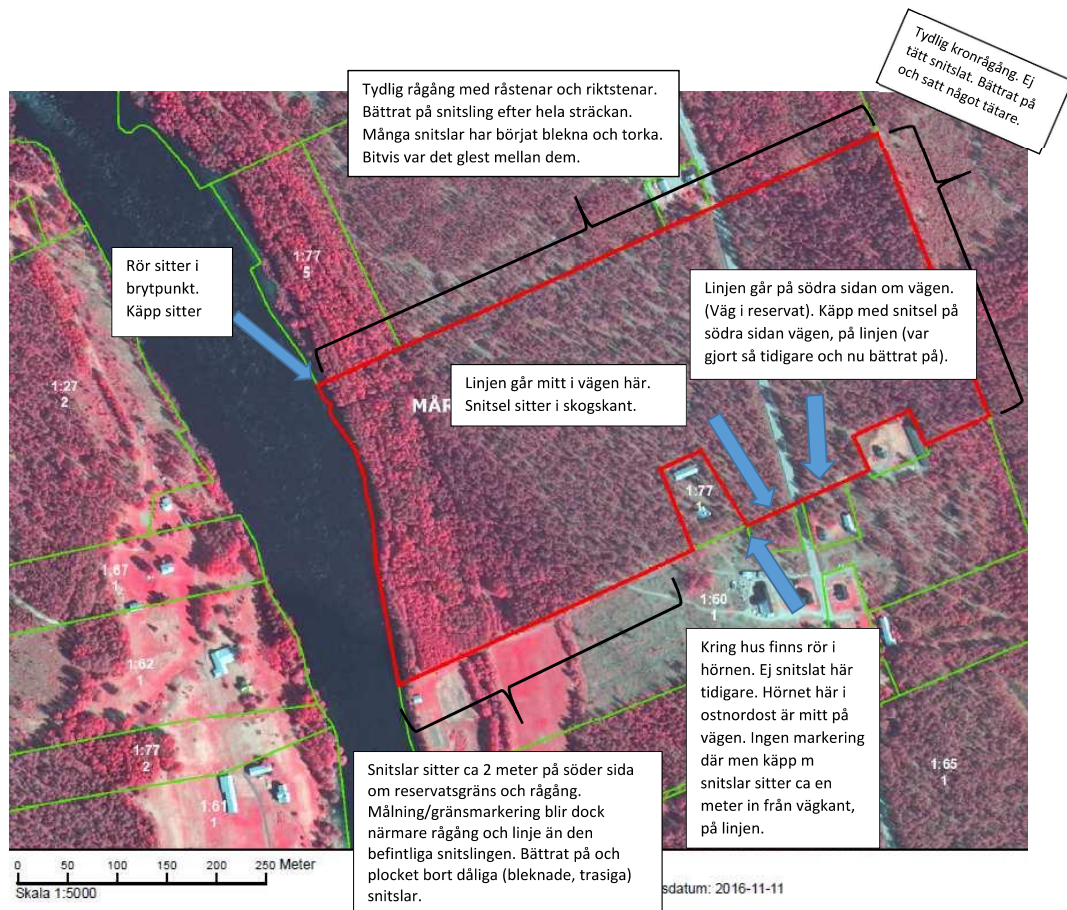 Tydlig kronrågång. Ej
tätt snitslat. Bättrat på
och satt något tätare.
Tydlig rågång med råstenar och riktstenar.
Bättrat på snitsling efter hela sträckan.
Många snitslar har börjat blekna och torka.
Bitvis var det glest mellan dem.
Rör sitter i
brytpunkt.
Käpp sitter
1:77
5
Linjen går på södra sidan om vägen.
(Väg i reservat). Käpp med snitsel på
södra sidan vägen, på linjen (var
gjort så tidigare och nu bättrat på).
Linjen går mitt i vägen här.
Snitsel sitter i skogskant.
1:27
2
MÅR
1:77
1
1:67
1
1:60
1
1:62
1
Kring hus finns rör i
hörnen. Ej snitslat här
tidigare. Hörnet här i
ostnordost är mitt på
vägen. Ingen markering
där men käpp m
snitslar sitter ca en
meter in från vägkant,
på linjen.
1:77
2
1:61
1
1:65
1
Snitslar sitter ca 2 meter på söder sida
om reservatsgräns och rågång.
Målning/gränsmarkering blir dock
närmare rågång och linje än den
befintliga snitslingen. Bättrat på och
plocket bort dåliga (bleknade, trasiga)
snitslar.
0 50 100 150 200 250 Meter
Skala 1:5000
sdatum: 2016-11-11